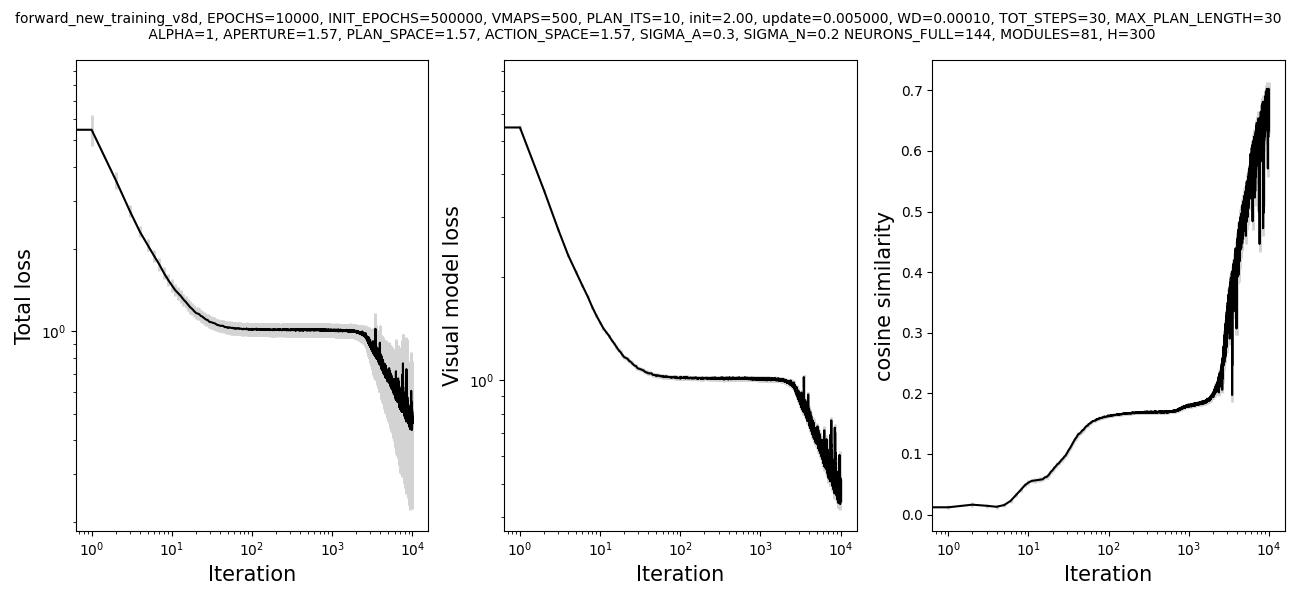 forward_new_training_v8d, EPOCHS=10000, INIT_EPOCHS=500000, VMAPS=500, PLAN_ITS=10, init=2.00, update=0.005000, WD=0.00010, TOT_STEPS=30, MAX_PLAN_LENGTH=30
ALPHA=1, APERTURE=1.57, PLAN_SPACE=1.57, ACTION_SPACE=1.57, SIGMA_A=0.3, SIGMA_N=0.2 NEURONS_FULL=144, MODULES=81, H=300
Total loss
10⁰
10⁰ 10¹ 10² 10³ 10⁴
Iteration
Visual model loss
10⁰
10⁰ 10¹ 10² 10³ 10⁴
Iteration
cosine similarity
0.7
0.6
0.5
0.4
0.3
0.2
0.1
0.0
10⁰ 10¹ 10² 10³ 10⁴
Iteration